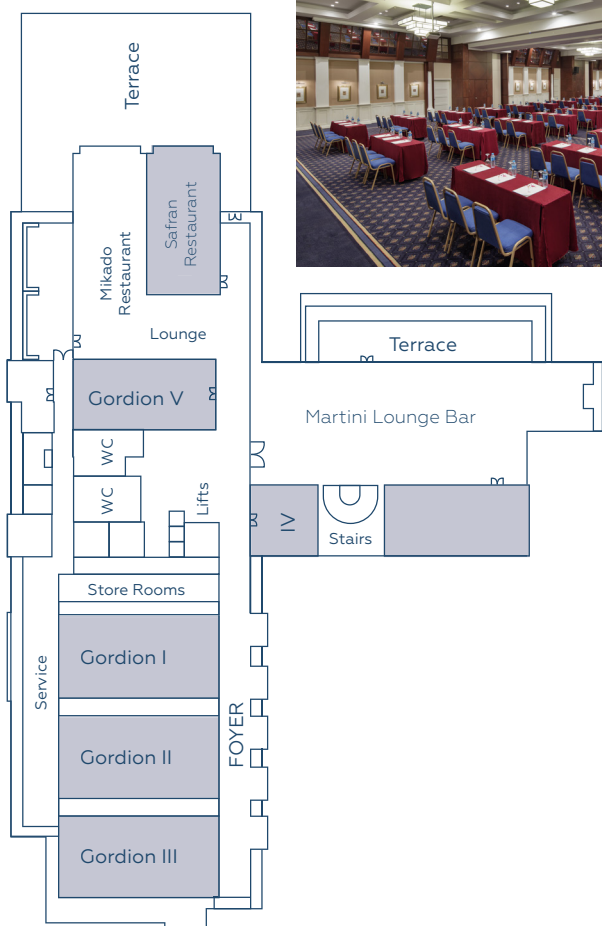 Terrace
Safran
Restaurant
Mikado
Restaurant
Lounge
Terrace
Gordion V
Martini Lounge Bar
WC
WC
Lifts
IV
Stairs
Store Rooms
Gordion I
Service
FOYER
Gordion II
Gordion III